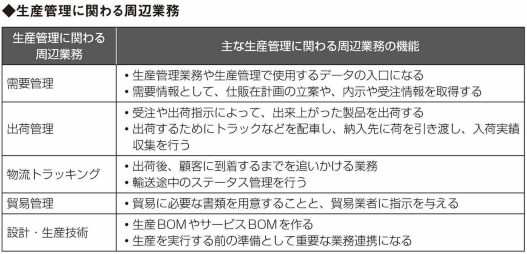 ◆生産管理に関わる周辺業務
生産管理に関わる
周辺業務
主な生産管理に関わる周辺業務の機能
需要管理
・生産管理業務や生産管理で使用するデータの入口になる
・需要情報として、仕販在計画の立案や、内示や受注情報を取得する
出荷管理
・受注や出荷指示によって、出来上がった製品を出荷する
・出荷するためにトラックなどを配車し、納入先に荷を引き渡し、入荷実績
収集を行う
物流トラッキング
・出荷後、顧客に到着するまでを追いかける業務
・輸送途中のステータス管理を行う
貿易管理
・貿易に必要な書類を用意することと、貿易業者に指示を与える
設計・生産技術
・生産BOMやサービスBOMを作る
・生産を実行する前の準備として重要な業務連携になる